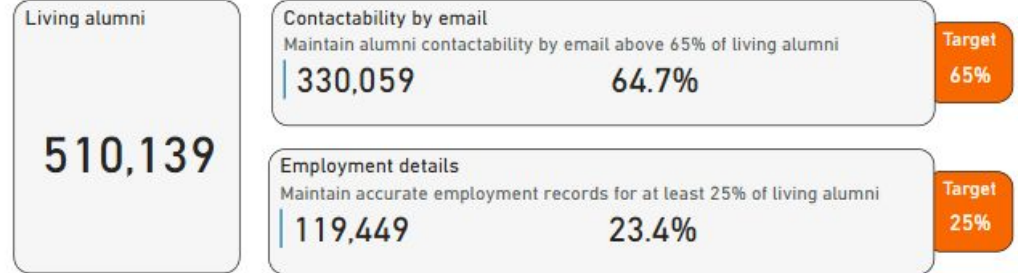 Living alumni
510,139
Contactability by email
Maintain alumni contactability by email above 65% of living alumni
330,059 64.7%
Target
65%
Employment details
Maintain accurate employment records for at least 25% of living alumni
119,449 23.4%
Target
25%